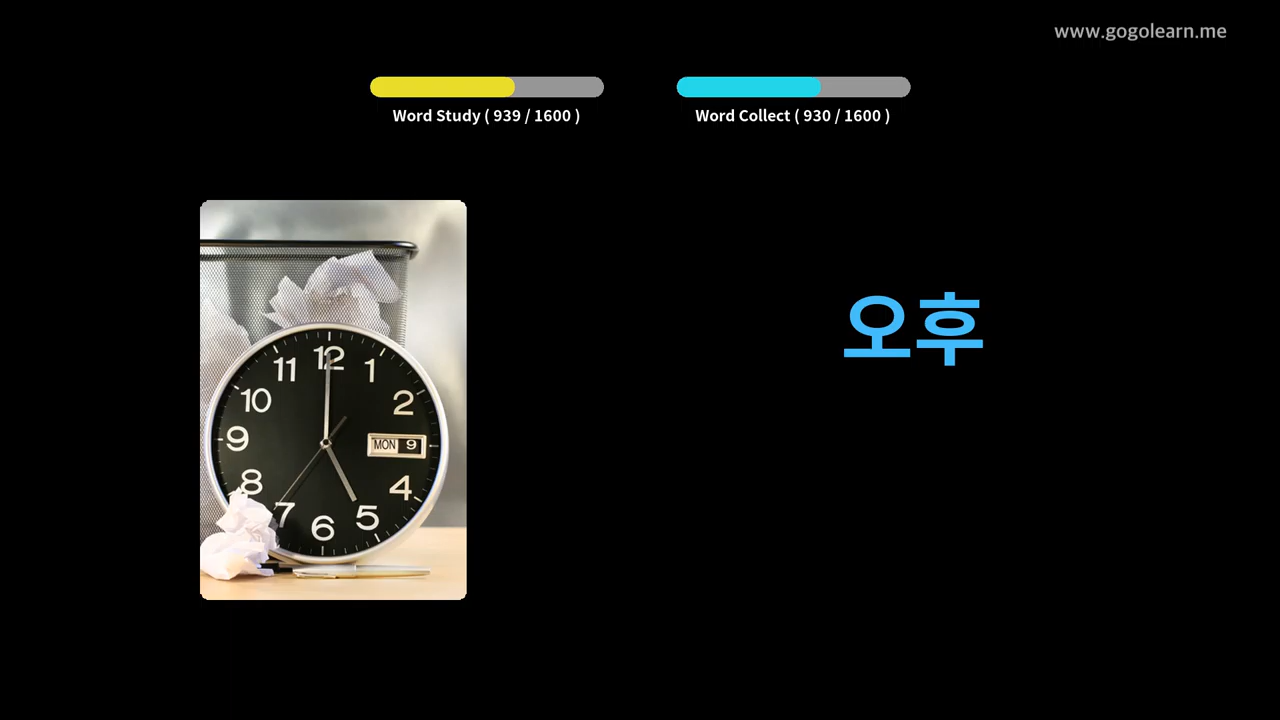 www.gogolearn.me
Word Study ( 939 / 1600 )
Word Collect ( 930 / 1600 )
오후
12
11
1
10
2
9
MON 9
8
4
7
5
6